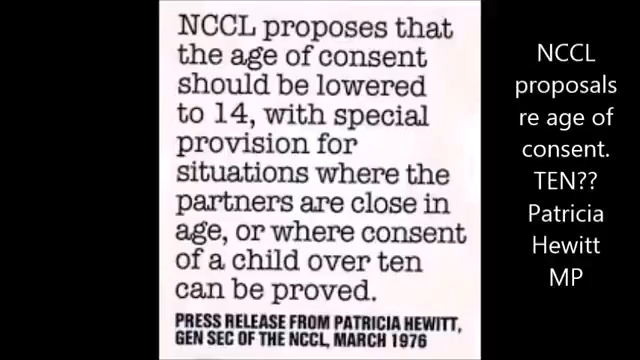 NCCL proposes that
the age of consent
should be lowered
to 14, with special
provision for
situations where the
partners are close in
age, or where consent
of a child over ten
can be proved.
PRESS RELEASE FROM PATRICIA HEWITT,
GEN SEC OF THE NCCL, MARCH 1976
NCCL
proposals
re age of
consent.
TEN??
Patricia
Hewitt
MP